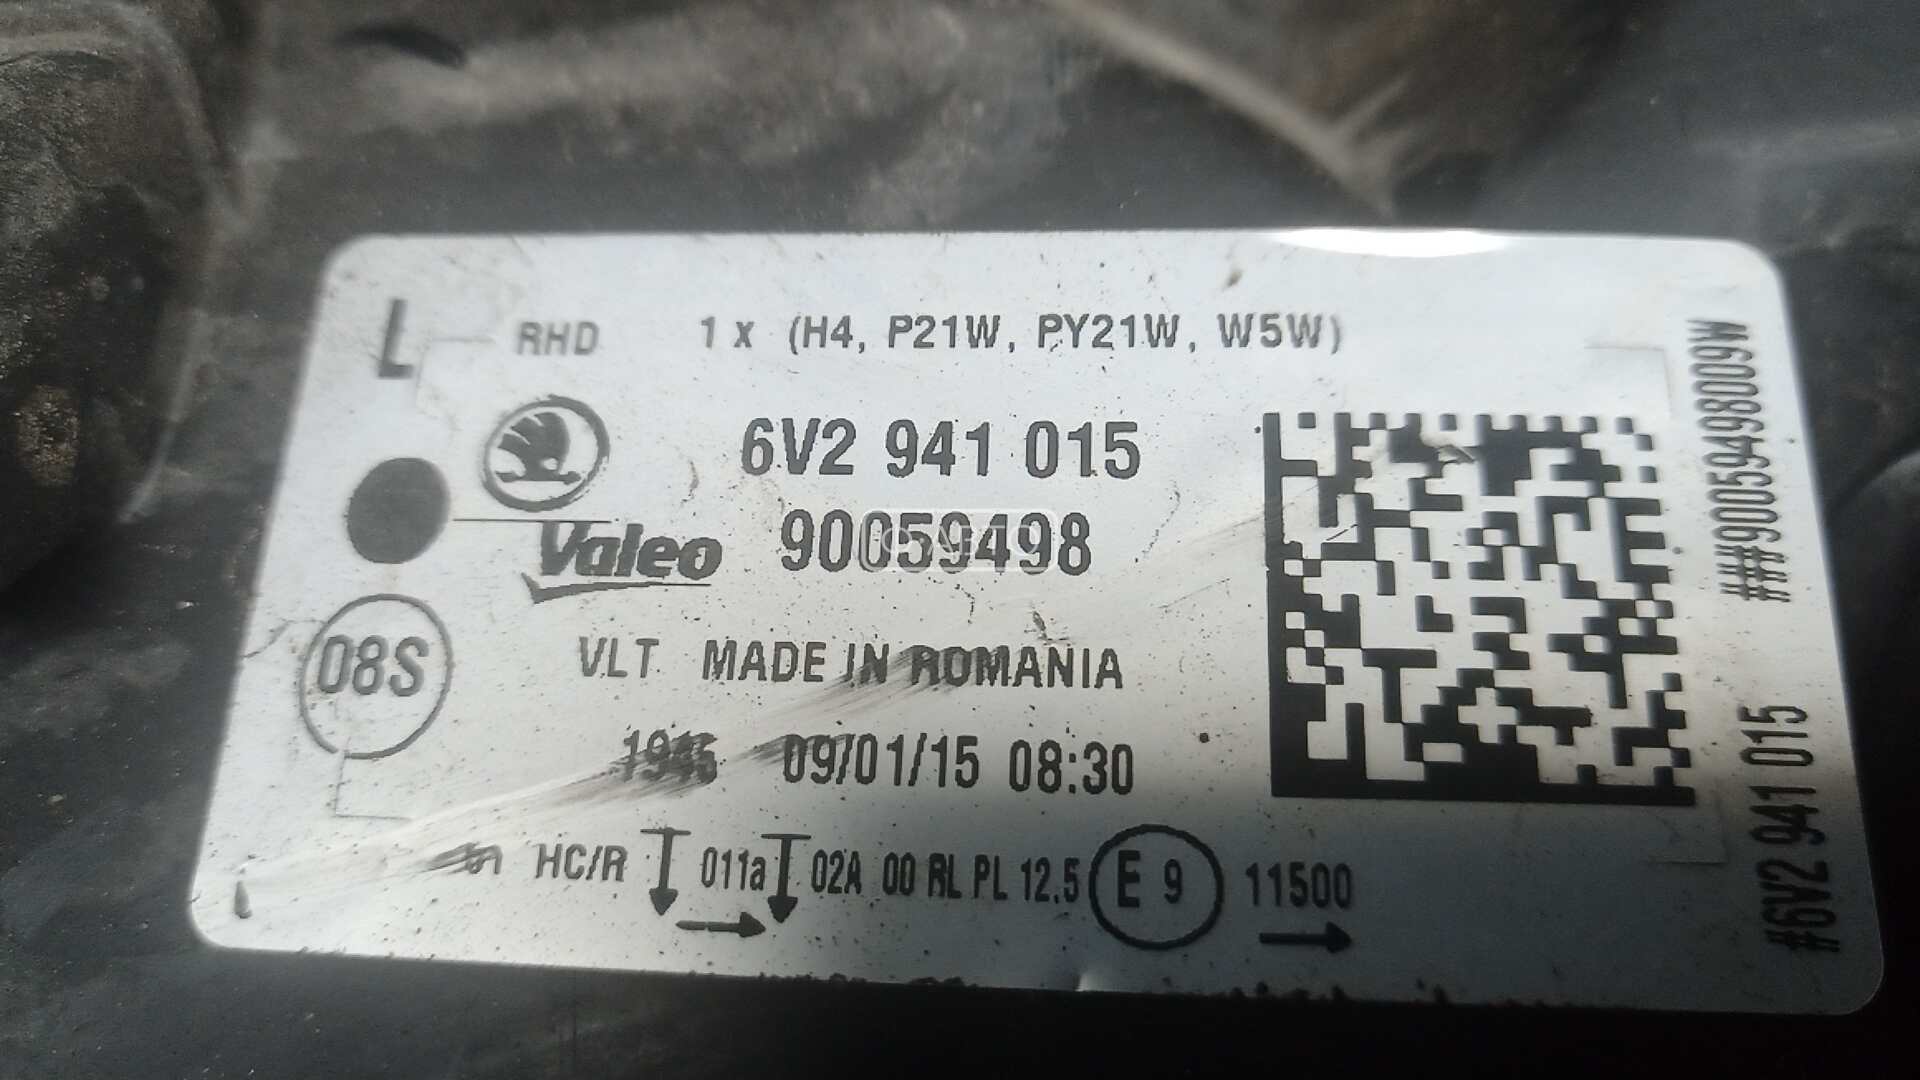 L RHD 1 x (H4, P21W, PY21W, W5W)
6V2 941 015
Valeo 90059498
08S
VLT MADE IN ROMANIA
09/01/15 08:30
HC/R 011a 02A 00 RL PL 12.5 E 9 11500
###90059498009W
#6V2 941 015